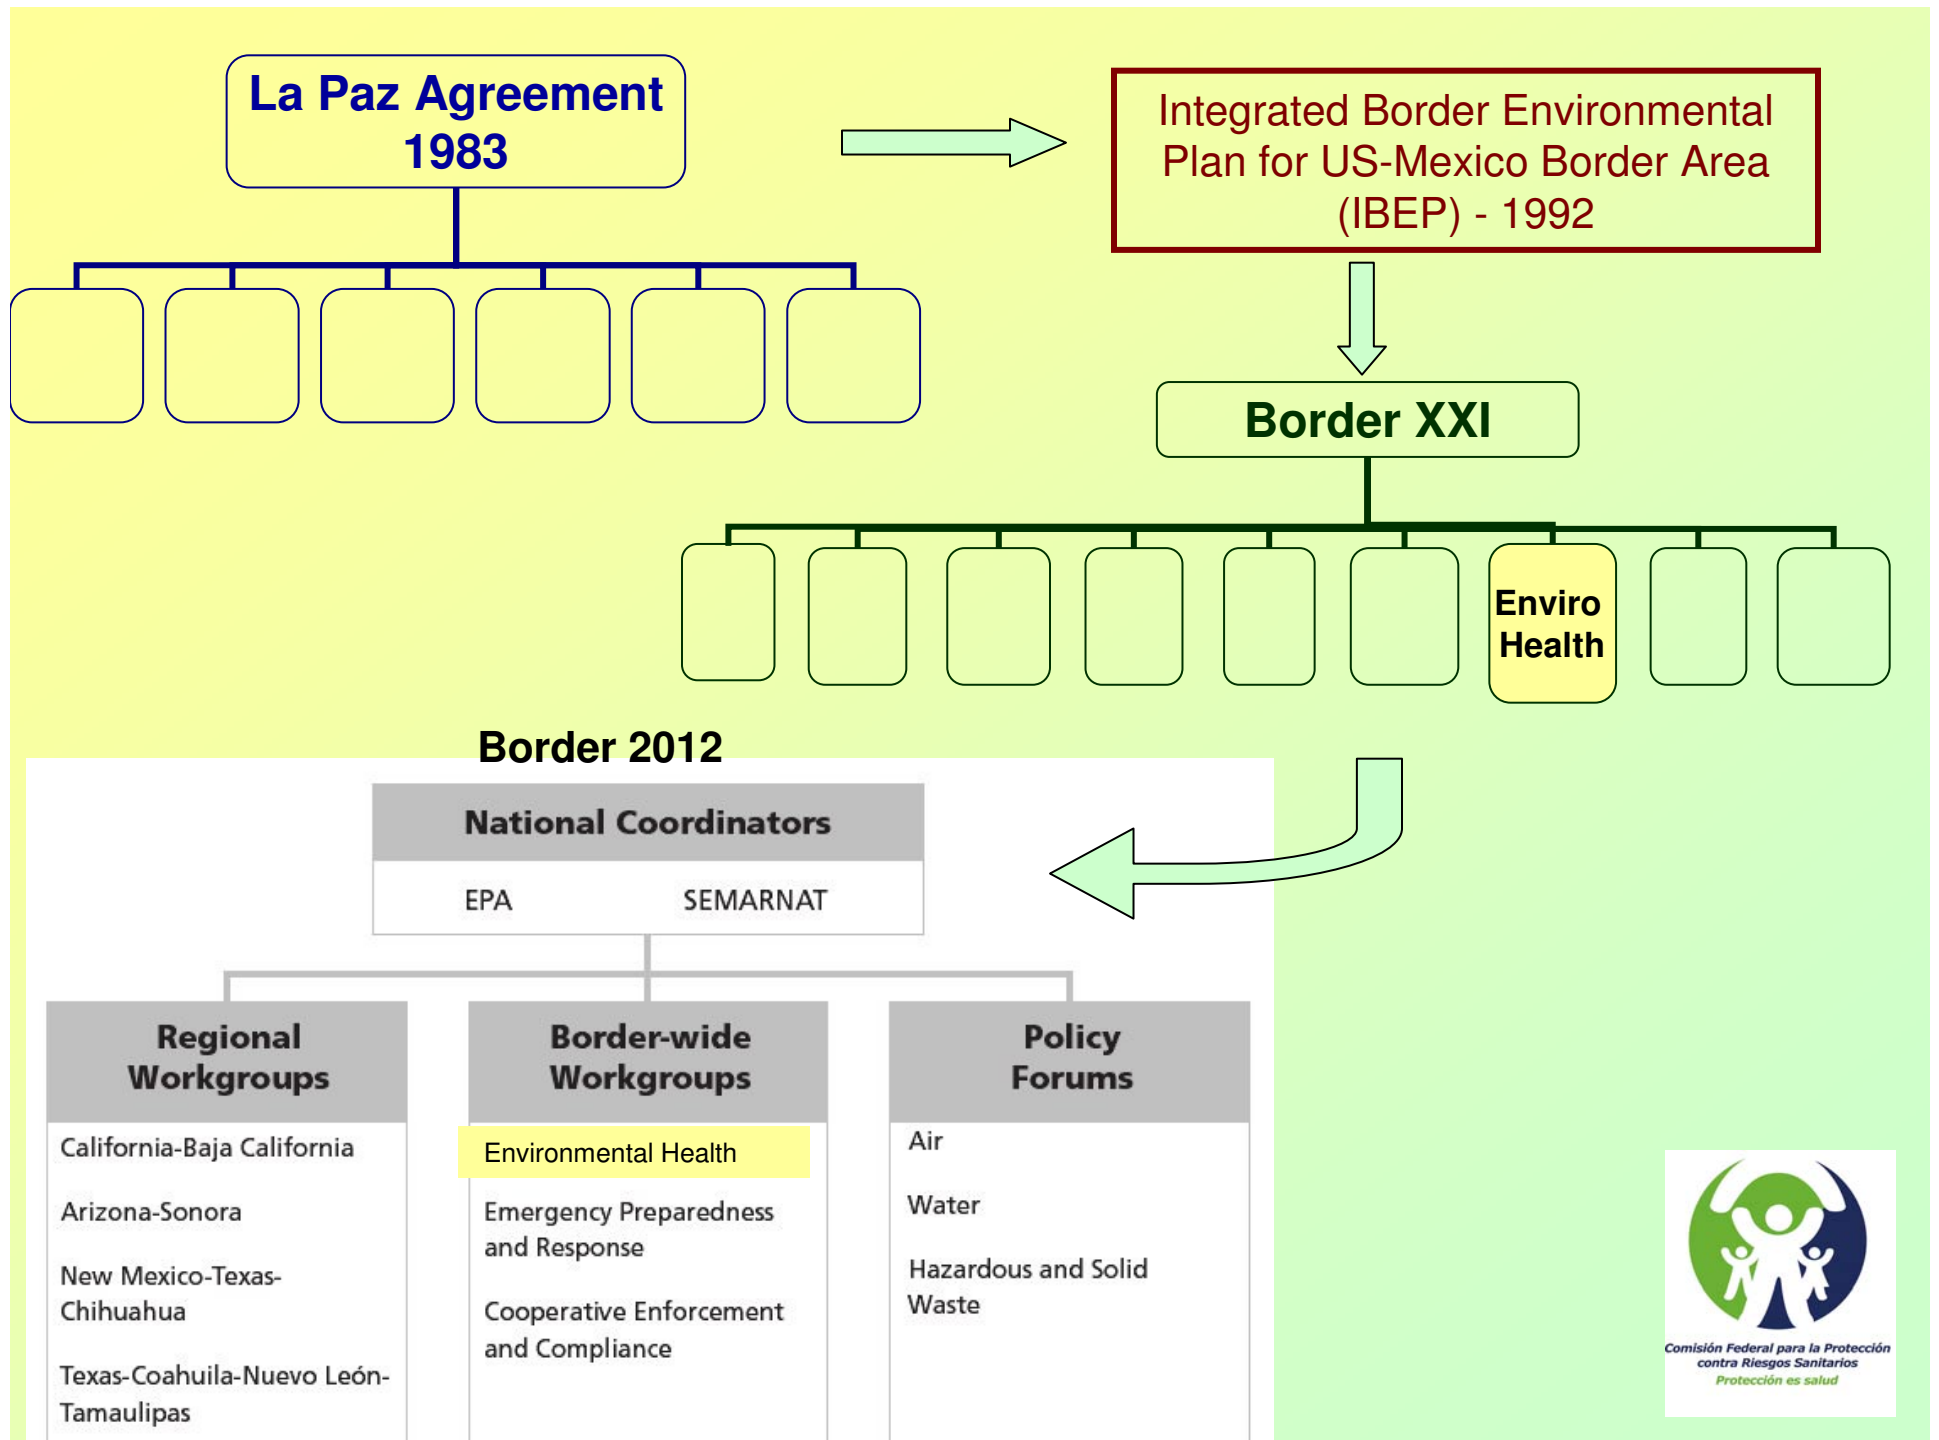 La Paz Agreement
1983
Integrated Border Environmental
Plan for US-Mexico Border Area
(IBEP) - 1992
Border XXI
Enviro
Health
Border 2012
National Coordinators
EPA SEMARNAT
Regional
Workgroups
California-Baja California
Arizona-Sonora
New Mexico-Texas-
Chihuahua
Texas-Coahuila-Nuevo León-
Tamaulipas
Border-wide
Workgroups
Environmental Health
Emergency Preparedness
and Response
Cooperative Enforcement
and Compliance
Policy
Forums
Air
Water
Hazardous and Solid
Waste
Comisión Federal para la Protección
contra Riesgos Sanitarios
Protección es salud